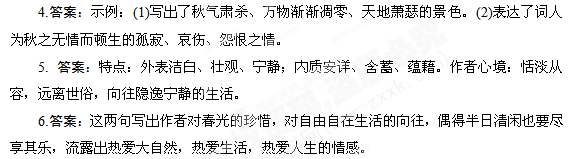 4.答案：示例：(1)写出了秋气肃杀、万物渐渐凋零、天地萧瑟的景色。(2)表达了词人
为秋之无情而顿生的孤寂、哀伤、怨恨之情。
5. 答案：特点：外表洁白、壮观、宁静；内质安详、含蓄、蕴藉。作者心境：恬淡从
容，远离世俗，向往隐逸宁静的生活。
6.答案：这两句写出作者对春光的珍惜，对自由自在生活的向往，偶得半日清闲也要尽
享其乐，流露出热爱大自然，热爱生活，热爱人生的情感。